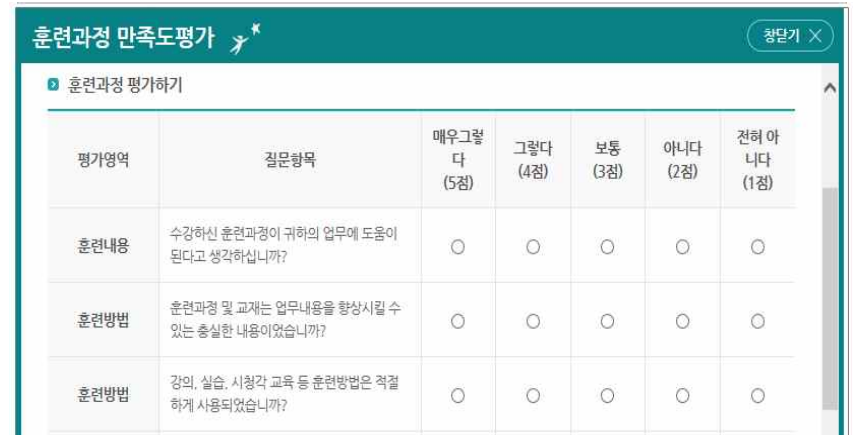 훈련과정 만족도평가
창닫기
훈련과정 평가하기
평가영역
질문항목
매우그렇
다
(5점)
그렇다
(4점)
보통
(3점)
아니다
(2점)
전혀 아
니다
(1점)
훈련내용
수강하신 훈련과정이 귀하의 업무에 도움이
된다고 생각하십니까?
훈련방법
훈련과정 및 교재는 업무내용을 향상시킬 수
있는 충실한 내용이었습니까?
훈련방법
강의, 실습, 시청각 교육 등 훈련방법은 적절
하게 사용되었습니까?